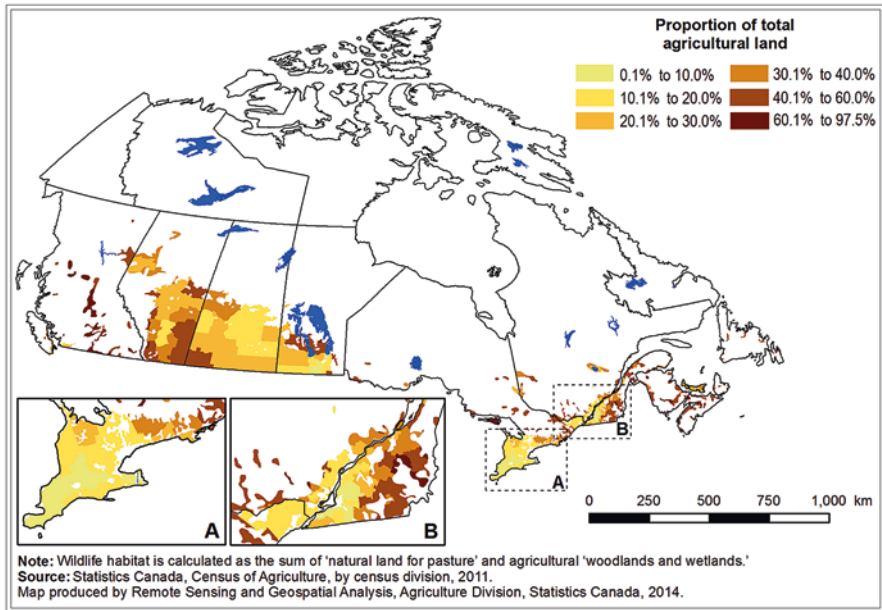 Proportion of total
agricultural land
0.1% to 10.0%
10.1% to 20.0%
20.1% to 30.0%
30.1% to 40.0%
40.1% to 60.0%
60.1% to 97.5%
B
A
0 250 500 750 1,000 km
A
B
Note: Wildlife habitat is calculated as the sum of 'natural land for pasture' and agricultural 'woodlands and wetlands.'
Source: Statistics Canada, Census of Agriculture, by census division, 2011.
Map produced by Remote Sensing and Geospatial Analysis, Agriculture Division, Statistics Canada, 2014.